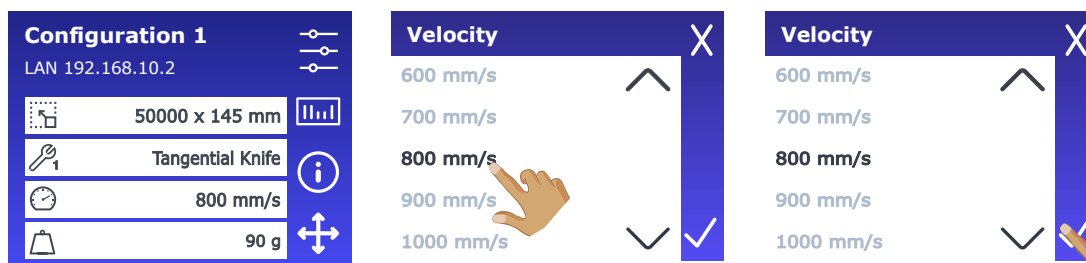 Configuration 1
LAN 192.168.10.2
50000 x 145 mm
1
Tangential Knife
800 mm/s
90 g
Velocity
600 mm/s
700 mm/s
800 mm/s
900 mm/s
1000 mm/s
Velocity
600 mm/s
700 mm/s
800 mm/s
900 mm/s
1000 mm/s